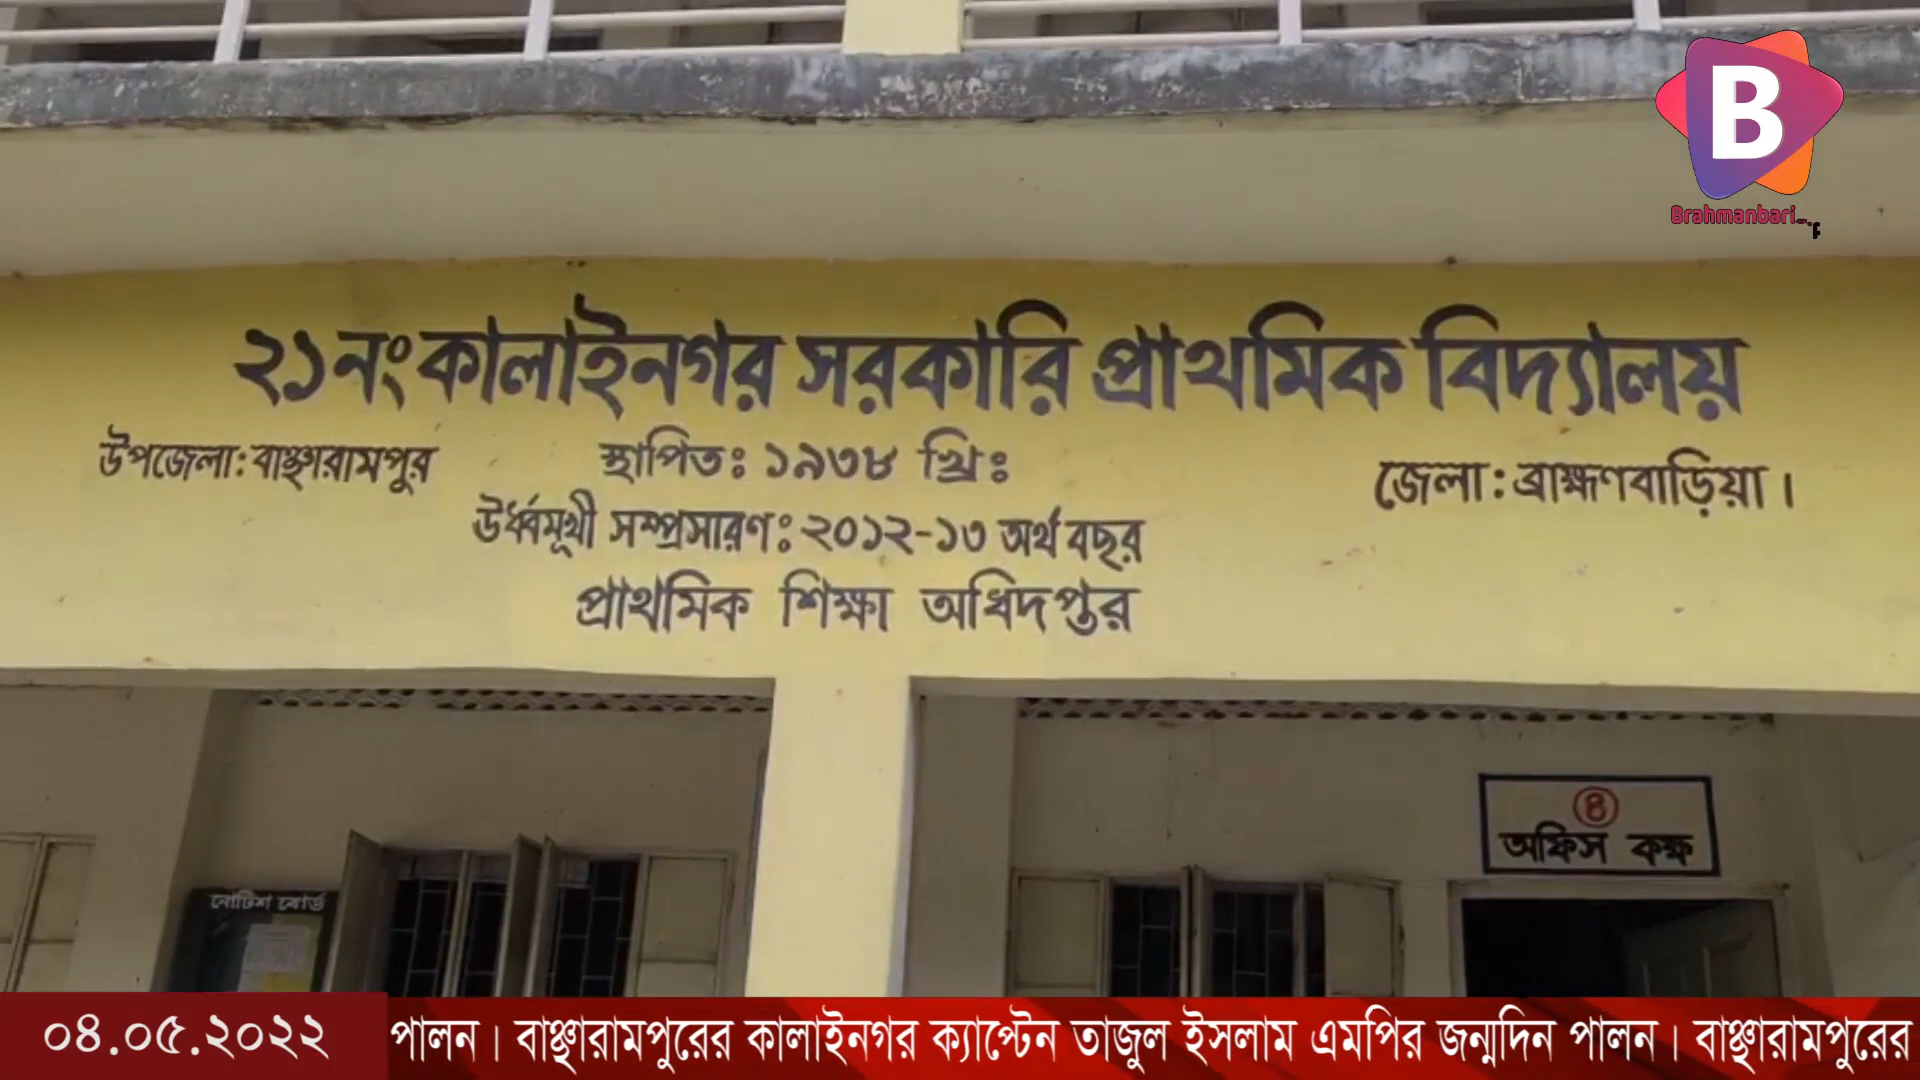 B
Brahmanbari
২১নং কালাইনগর সরকারি প্রাথমিক বিদ্যালয়
উপজেলা: বাঞ্ছারামপুর
স্থাপিত: ১৯৩৮ খ্রি:
জেলা: ব্রাহ্মণবাড়িয়া।
উর্ধ্বমূখী সম্প্রসারণ: ২০১২-১৩ অর্থ বছর
প্রাথমিক শিক্ষা অধিদপ্তর
৪
অফিস কক্ষ
নোটিশ বোর্ড
০৪.০৫.২০২২
পালন। বাঞ্ছারামপুরের কালাইনগর ক্যাপ্টেন তাজুল ইসলাম এমপির জন্মদিন পালন। বাঞ্ছারামপুরের